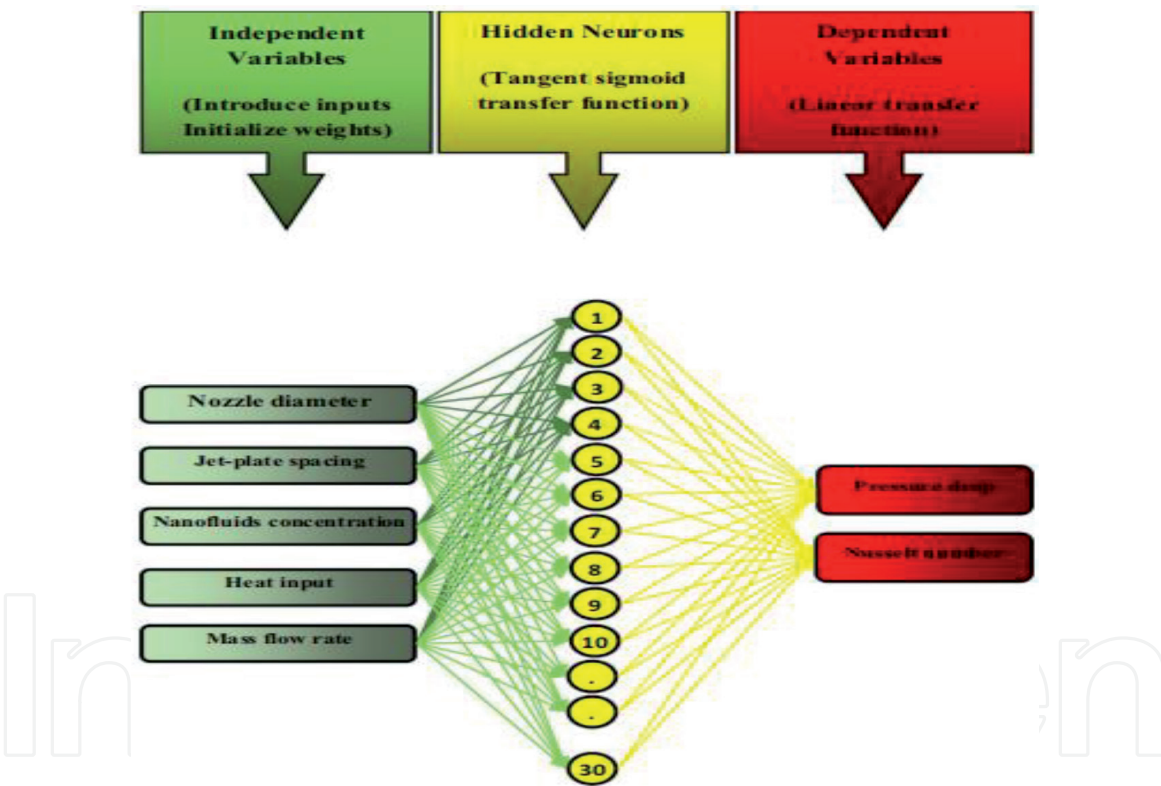 Independent
Variables
(Introduce inputs
Initialize weights)
Hidden Neurons
(Tangent sigmoid
transfer function)
Dependent
Variables
(Linear transfer
function)
Nozzle diameter
Jet-plate spacing
Nanofluids concentration
Heat input
Mass flow rate
1
2
3
4
5
6
7
8
9
10
.
.
30
Pressure drop
Nusselt number
In
en